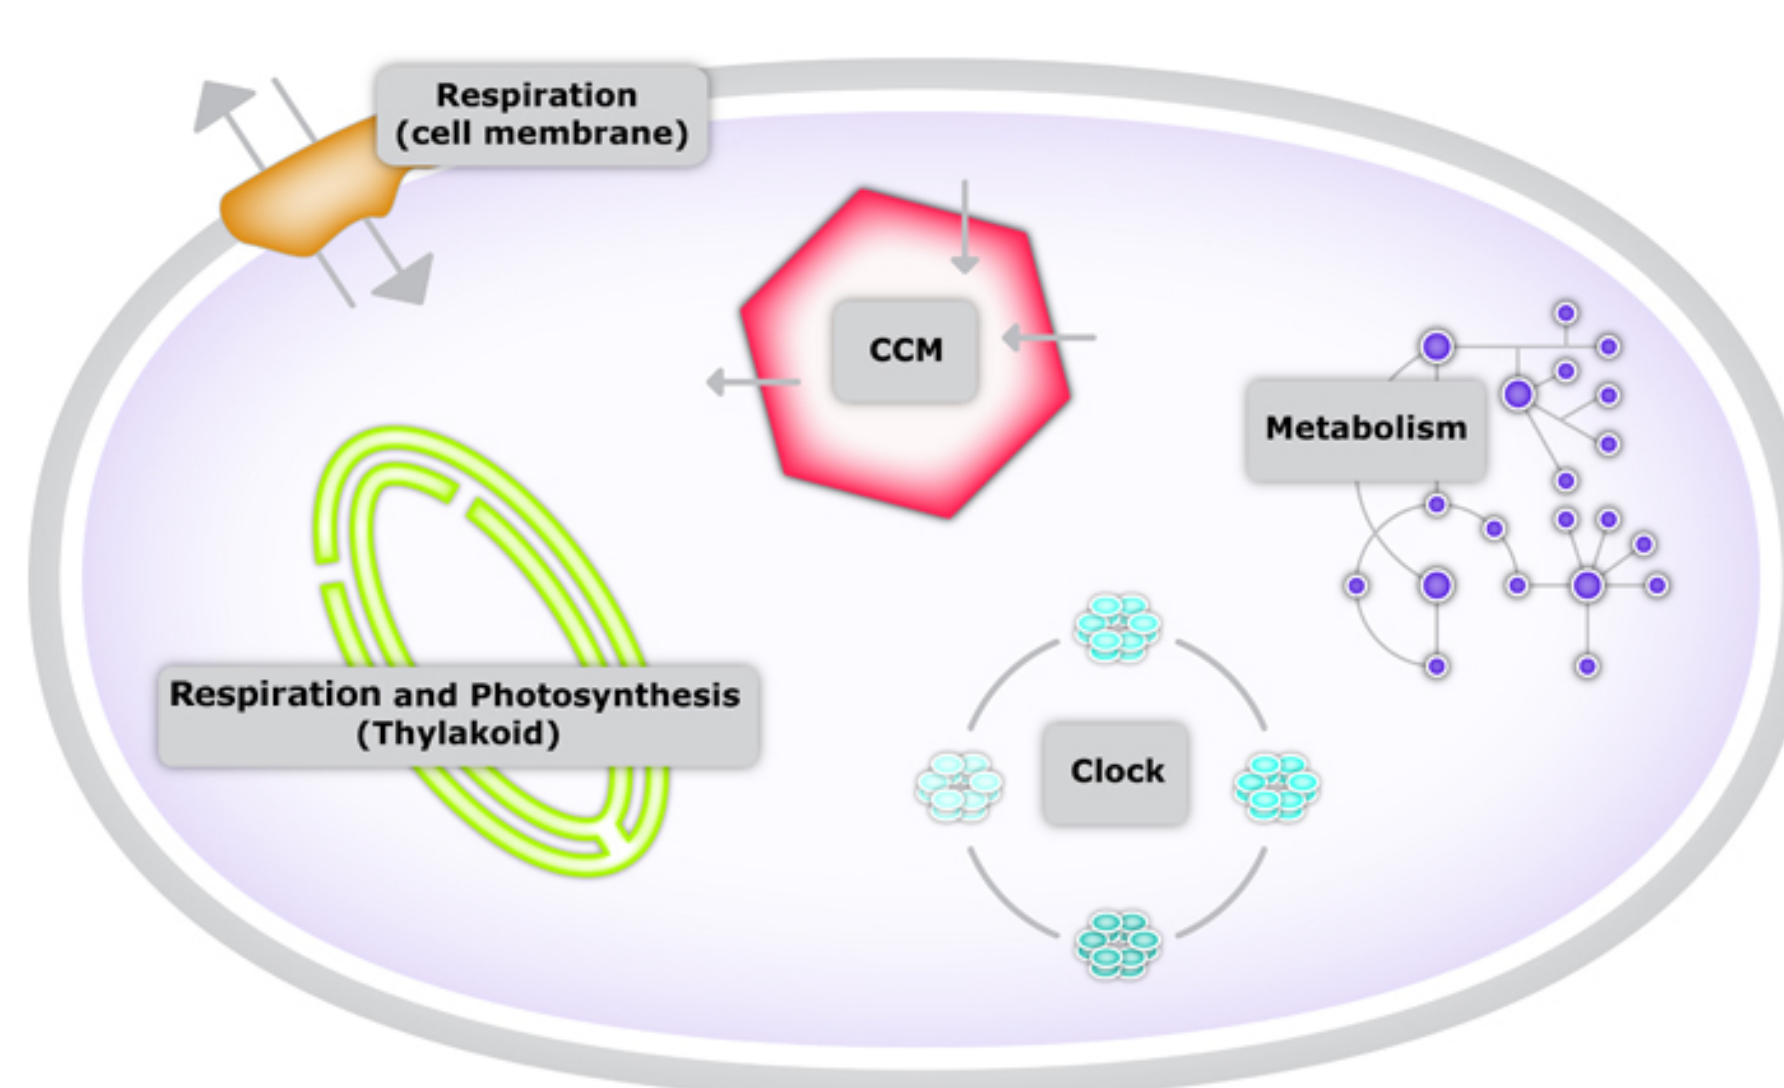 Respiration
(cell membrane)
CCM
Metabolism
Respiration and Photosynthesis
(Thylakoid)
Clock